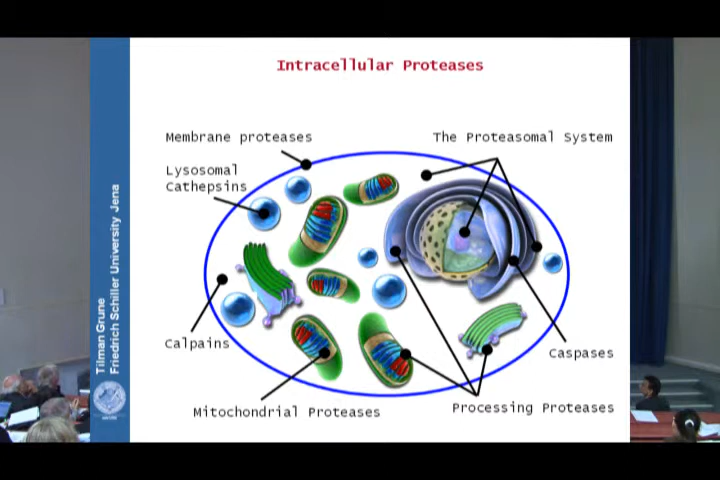 Intracellular Proteases
Membrane proteases
The Proteasomal System
Lysosomal
Cathepsins
Calpains
Caspases
Mitochondrial Proteases
Processing Proteases
Tilman Grune
Friedrich Schiller University Jena